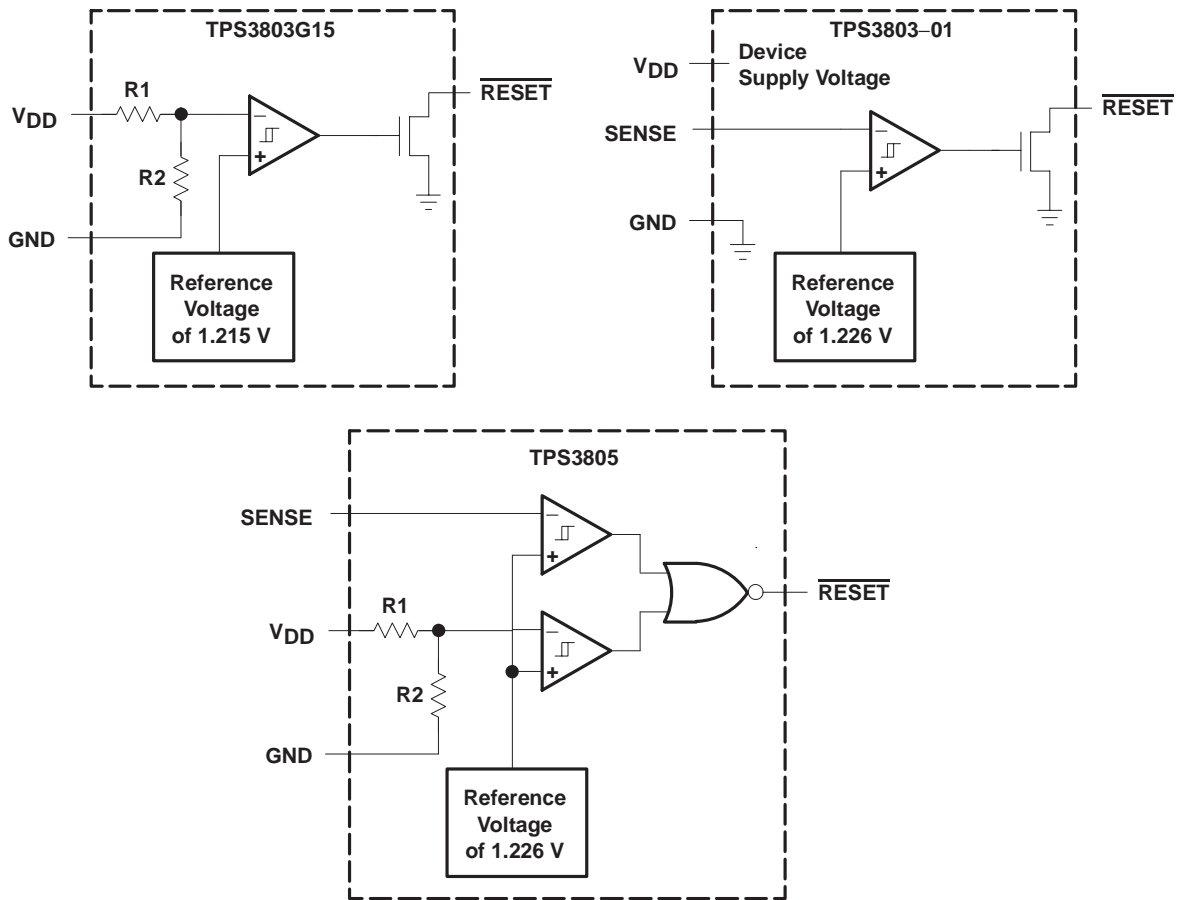 TPS3803G15
VDD
R1
R2
GND
RESET
−
+
Reference
Voltage
of 1.215 V
TPS3803−01
VDD
Device
Supply Voltage
SENSE
GND
RESET
−
+
Reference
Voltage
of 1.226 V
TPS3805
SENSE
−
+
R1
VDD
−
+
R2
GND
RESET
Reference
Voltage
of 1.226 V